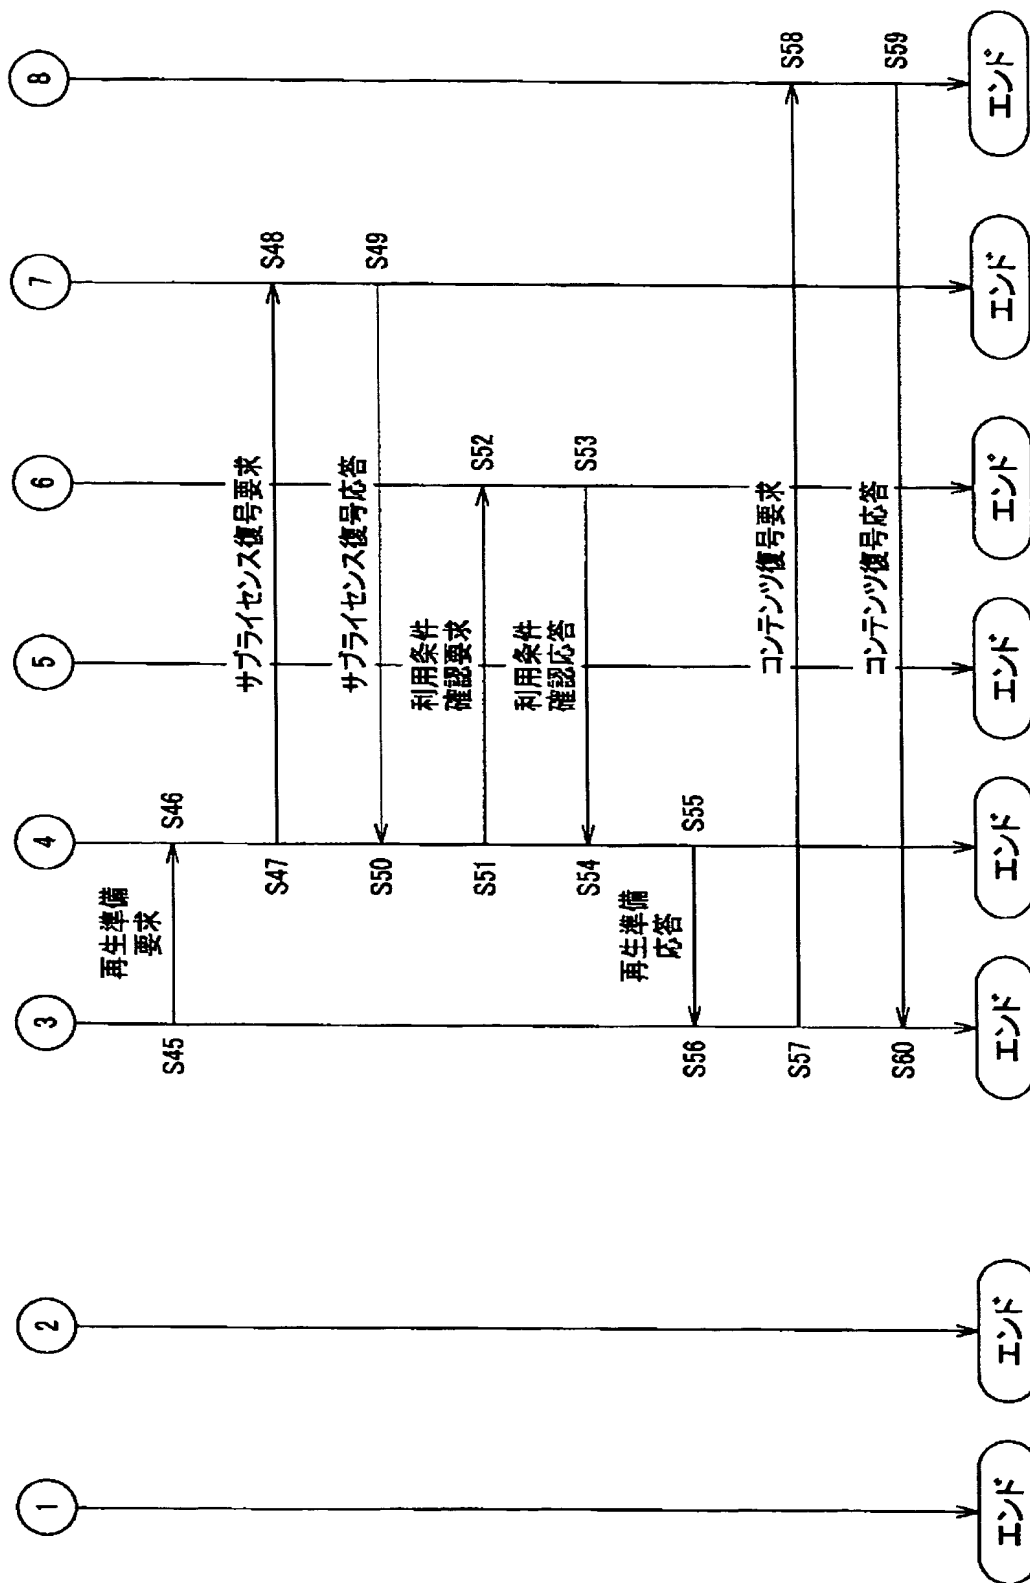 1
2
3
4
5
6
7
8
再生準備
要求
S45
S46
サブライセンス復号要求
S47
S48
サブライセンス復号応答
S49
S50
利用条件
確認要求
S51
S52
利用条件
確認応答
S53
S54
再生準備
応答
S55
S56
コンテンツ復号要求
S57
S58
コンテンツ復号応答
S59
S60
エンド
エンド
エンド
エンド
エンド
エンド
エンド
エンド